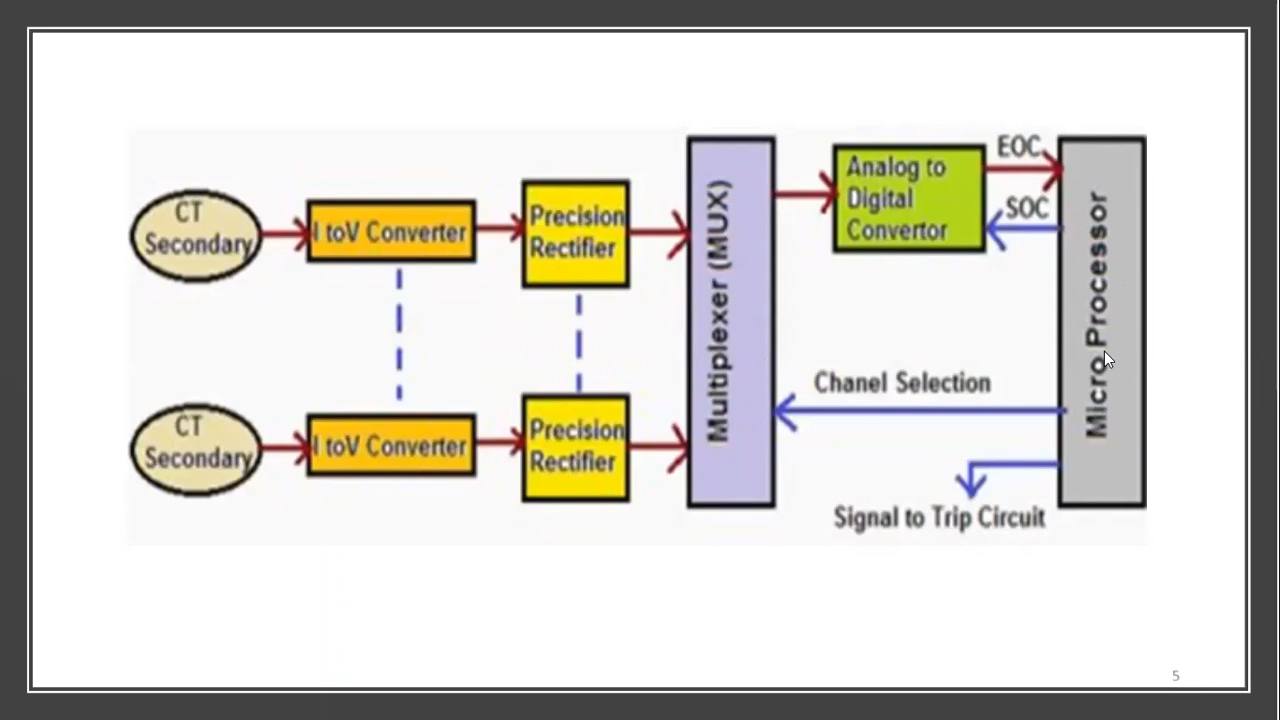 CT
Secondary
I toV Converter
Precision
Rectifier
Multiplexer (MUX)
Analog to
Digital
Convertor
EOC
SOC
Micro Processor
CT
Secondary
I toV Converter
Precision
Rectifier
Chanel Selection
Signal to Trip Circuit
5